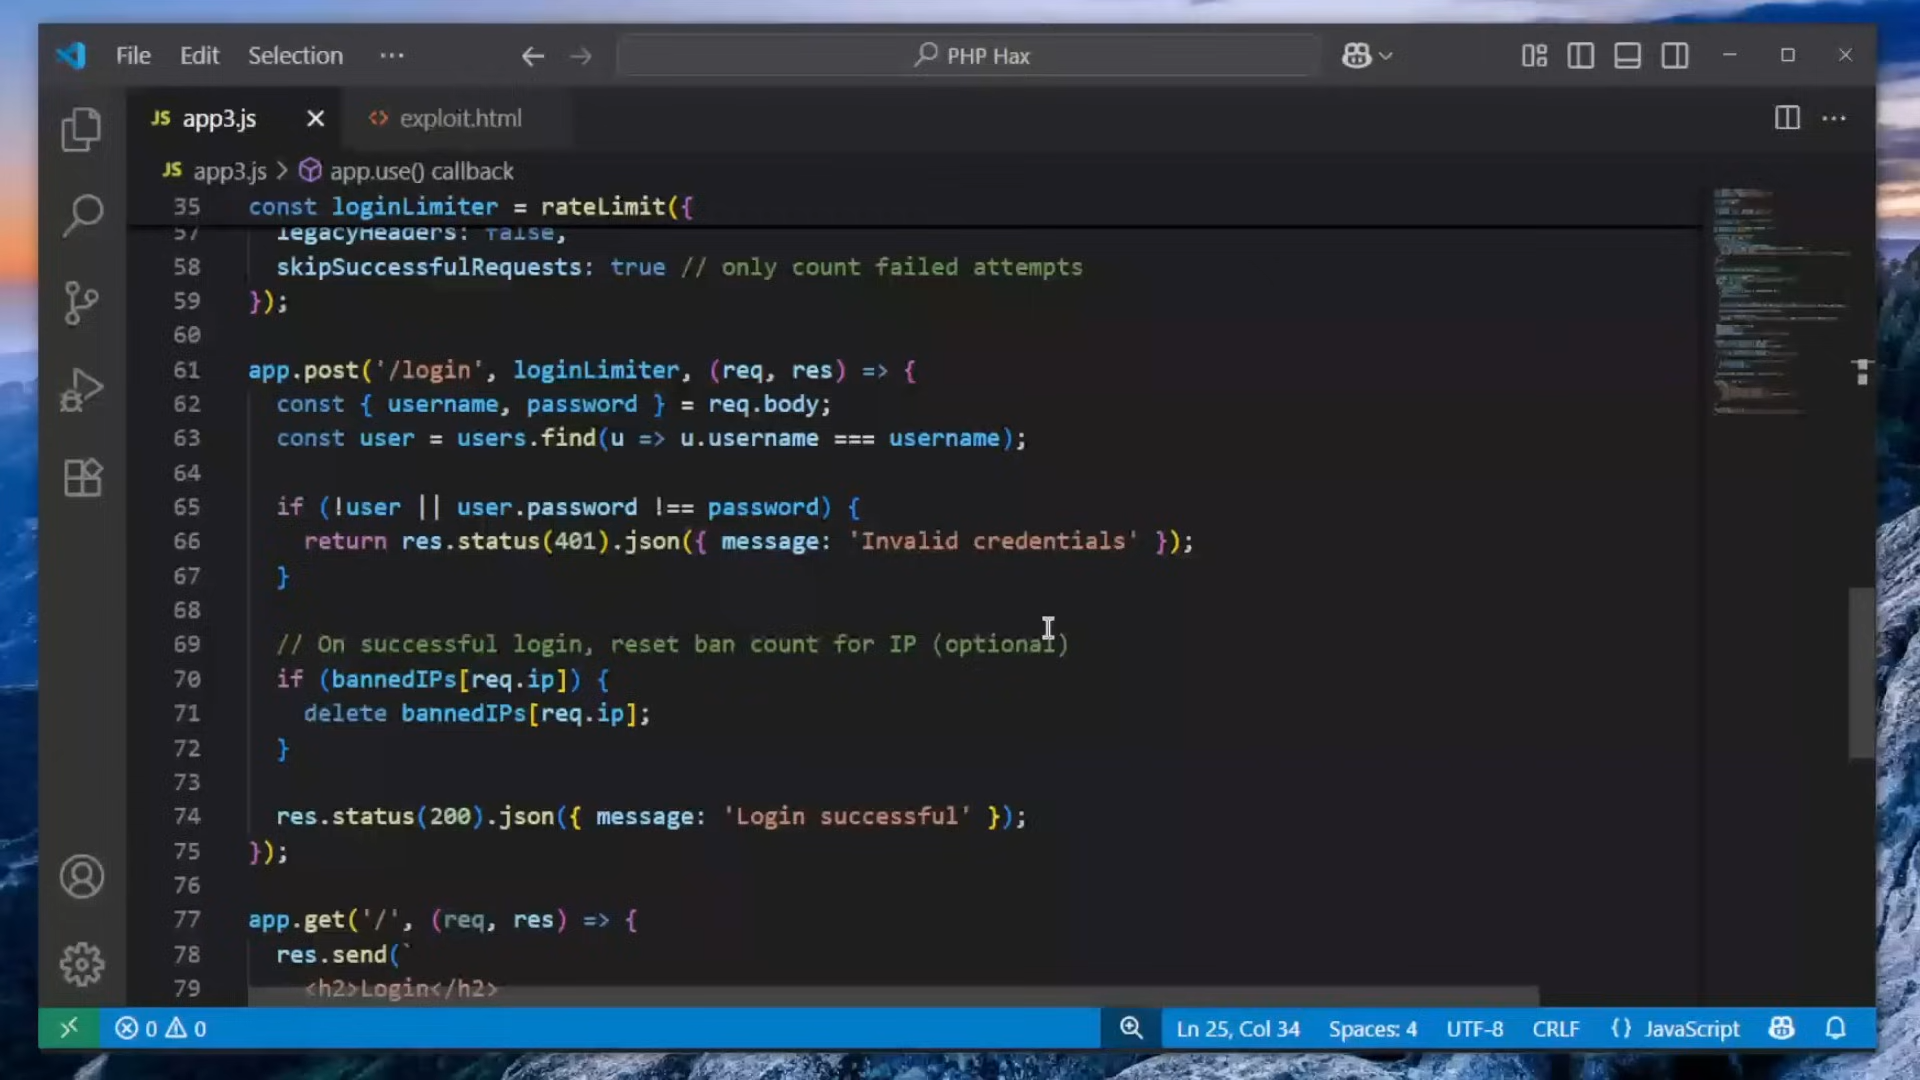 File Edit Selection ··· PHP Hax
JS app3.js exploit.html
JS app3.js > app.use() callback
35 const loginLimiter = rateLimit({
57 legacyHeaders: false,
58 skipSuccessfulRequests: true // only count failed attempts
59 });
60
61 app.post('/login', loginLimiter, (req, res) => {
62 const { username, password } = req.body;
63 const user = users.find(u => u.username === username);
64
65 if (!user || user.password !== password) {
66 return res.status(401).json({ message: 'Invalid credentials' });
67 }
68
69 // On successful login, reset ban count for IP (optional)
70 if (bannedIPs[req.ip]) {
71 delete bannedIPs[req.ip];
72 }
73
74 res.status(200).json({ message: 'Login successful' });
75 });
76
77 app.get('/', (req, res) => {
78 res.send(`
79 <h2>Login</h2>
0 0 Ln 25, Col 34 Spaces: 4 UTF-8 CRLF {} JavaScript